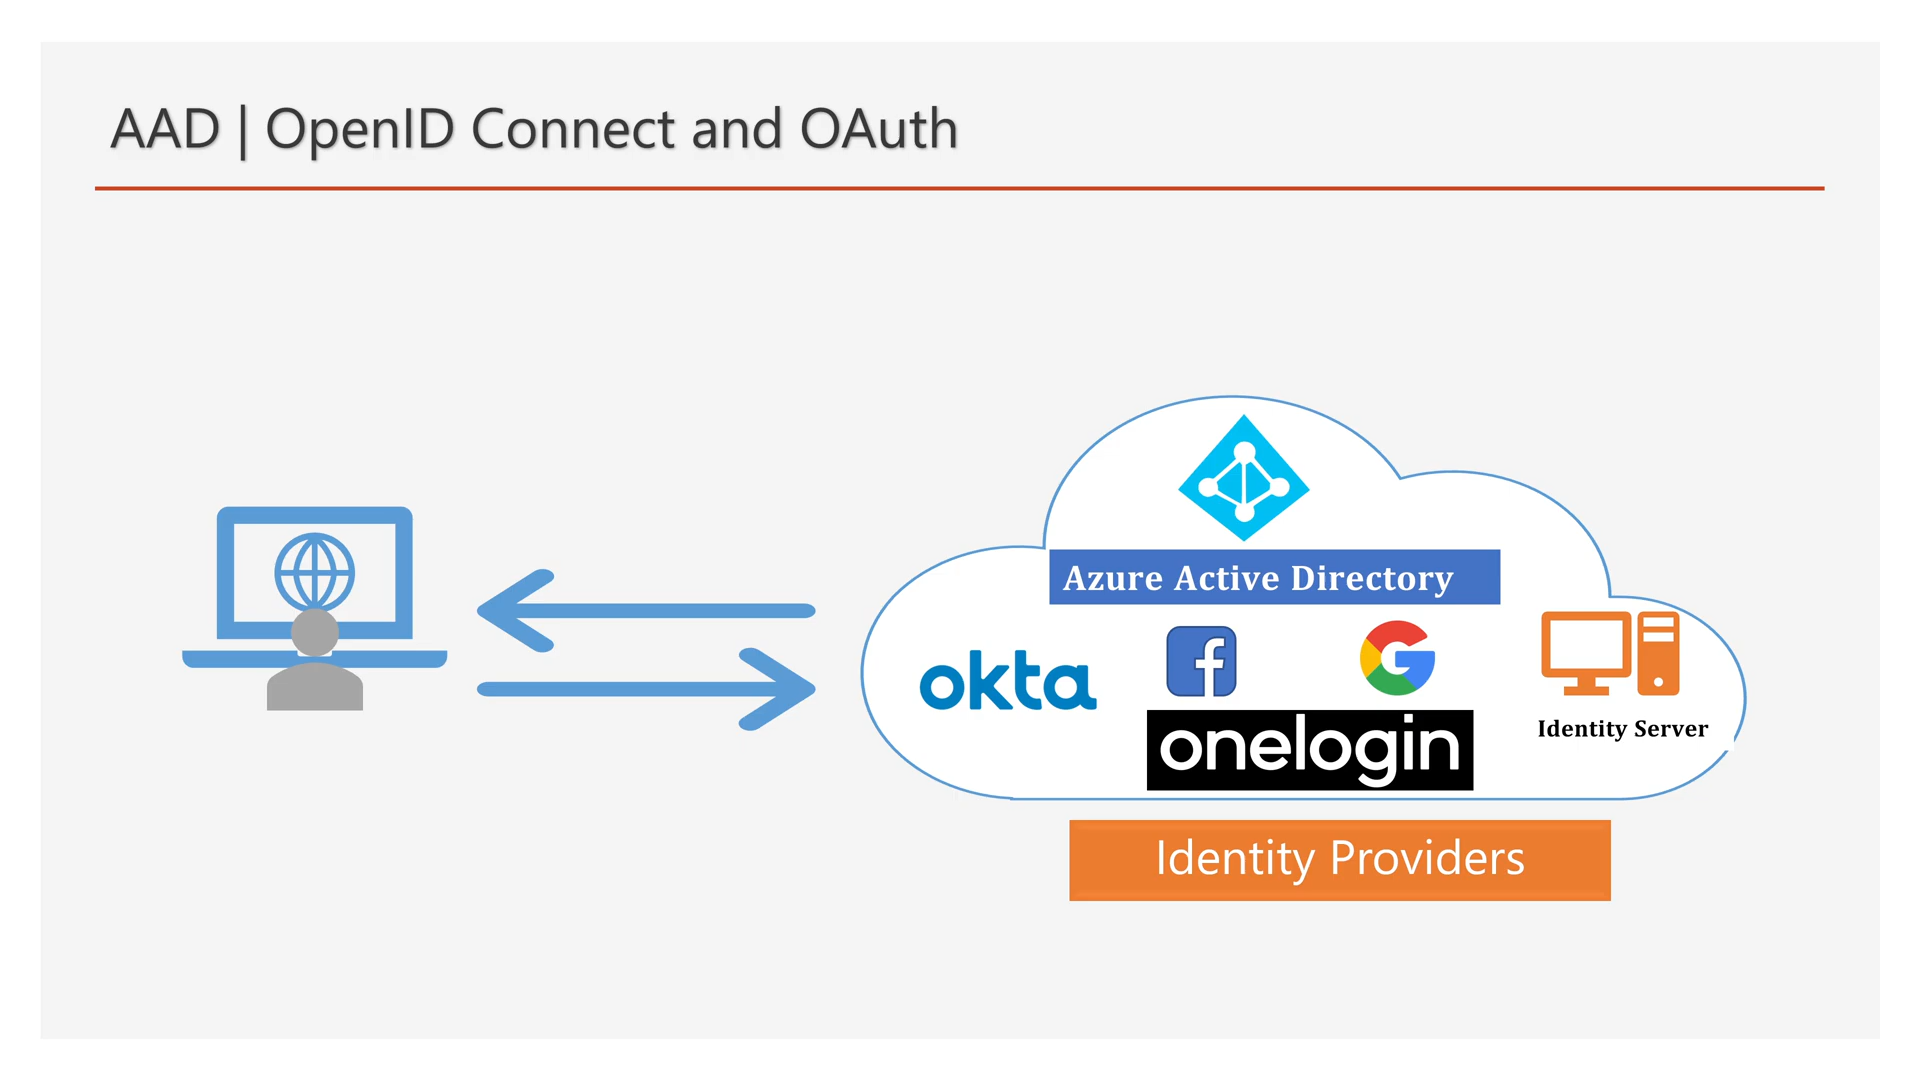 AAD | OpenID Connect and OAuth
Azure Active Directory
okta
onelogin
Identity Server
Identity Providers